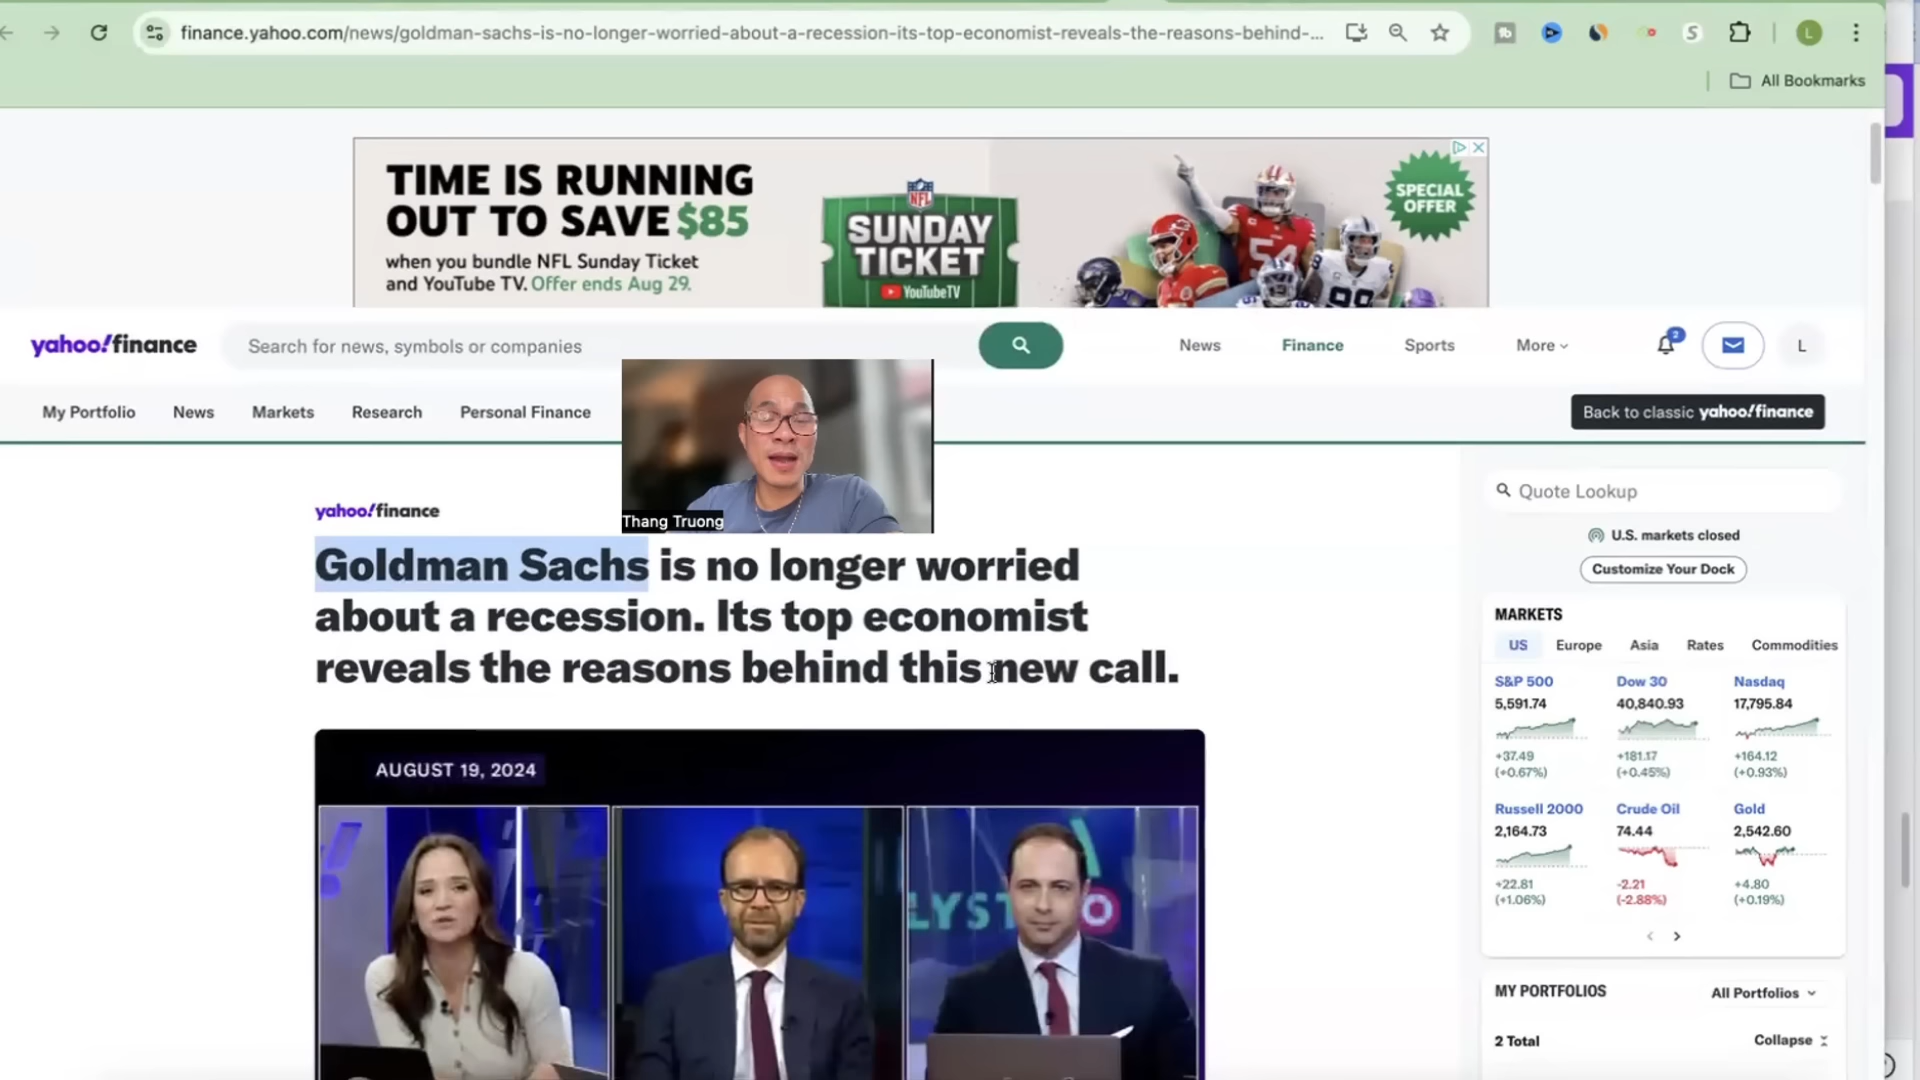 finance.yahoo.com/news/goldman-sachs-is-no-longer-worried-about-a-recession-its-top-economist-reveals-the-reasons-behind-...
L
All Bookmarks
TIME IS RUNNING
OUT TO SAVE $85
when you bundle NFL Sunday Ticket
and YouTube TV. Offer ends Aug 29.
NFL
SUNDAY
TICKET
YouTubeTV
SPECIAL
OFFER
54
98
yahoo!finance
Search for news, symbols or companies
News
Finance
Sports
More
2
L
My Portfolio
News
Markets
Research
Personal Finance
Back to classic yahoo!finance
Thang Truong
yahoo!finance
Goldman Sachs is no longer worried
about a recession. Its top economist
reveals the reasons behind this new call.
AUGUST 19, 2024
LYST
Quote Lookup
U.S. markets closed
Customize Your Dock
MARKETS
US Europe Asia Rates Commodities
S&P 500 Dow 30 Nasdaq
5,591.74 40,840.93 17,795.84
+37.49 +181.17 +164.12
(+0.67%) (+0.45%) (+0.93%)
Russell 2000 Crude Oil Gold
2,164.73 74.44 2,542.60
+22.81 -2.21 +4.80
(+1.06%) (-2.88%) (+0.19%)
MY PORTFOLIOS All Portfolios
2 Total Collapse